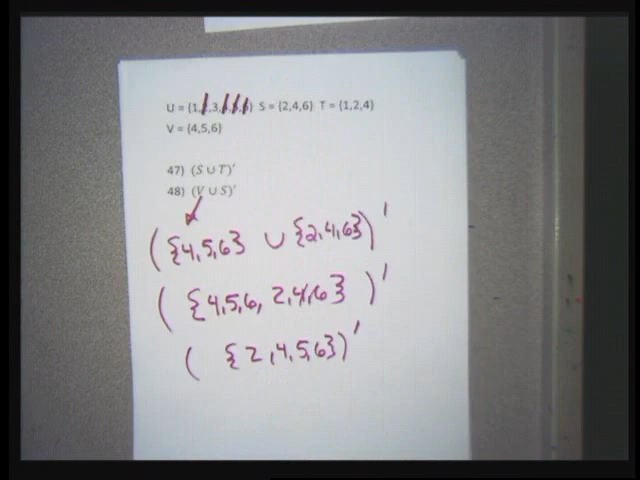 U = {1,2,3,4,5,6} S = {2,4,6} T = {1,2,4}
V = {4,5,6}
47) (S ∪ T)′
48) (V ∪ S)′
({4,5,6} ∪ {2,4,6})′
( {4,5,6, 2,4,6} )′
( {2,4,5,6})′